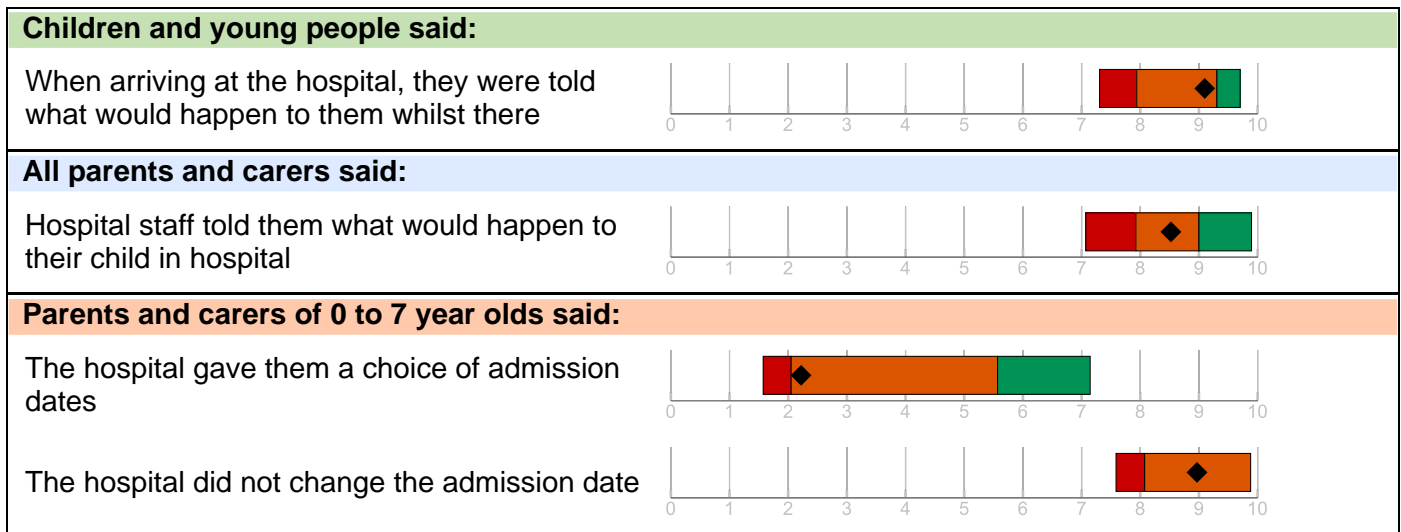 Children and young people said:
When arriving at the hospital, they were told
what would happen to them whilst there
0 1 2 3 4 5 6 7 8 9 10
All parents and carers said:
Hospital staff told them what would happen to
their child in hospital
0 1 2 3 4 5 6 7 8 9 10
Parents and carers of 0 to 7 year olds said:
The hospital gave them a choice of admission
dates
0 1 2 3 4 5 6 7 8 9 10
The hospital did not change the admission date
0 1 2 3 4 5 6 7 8 9 10